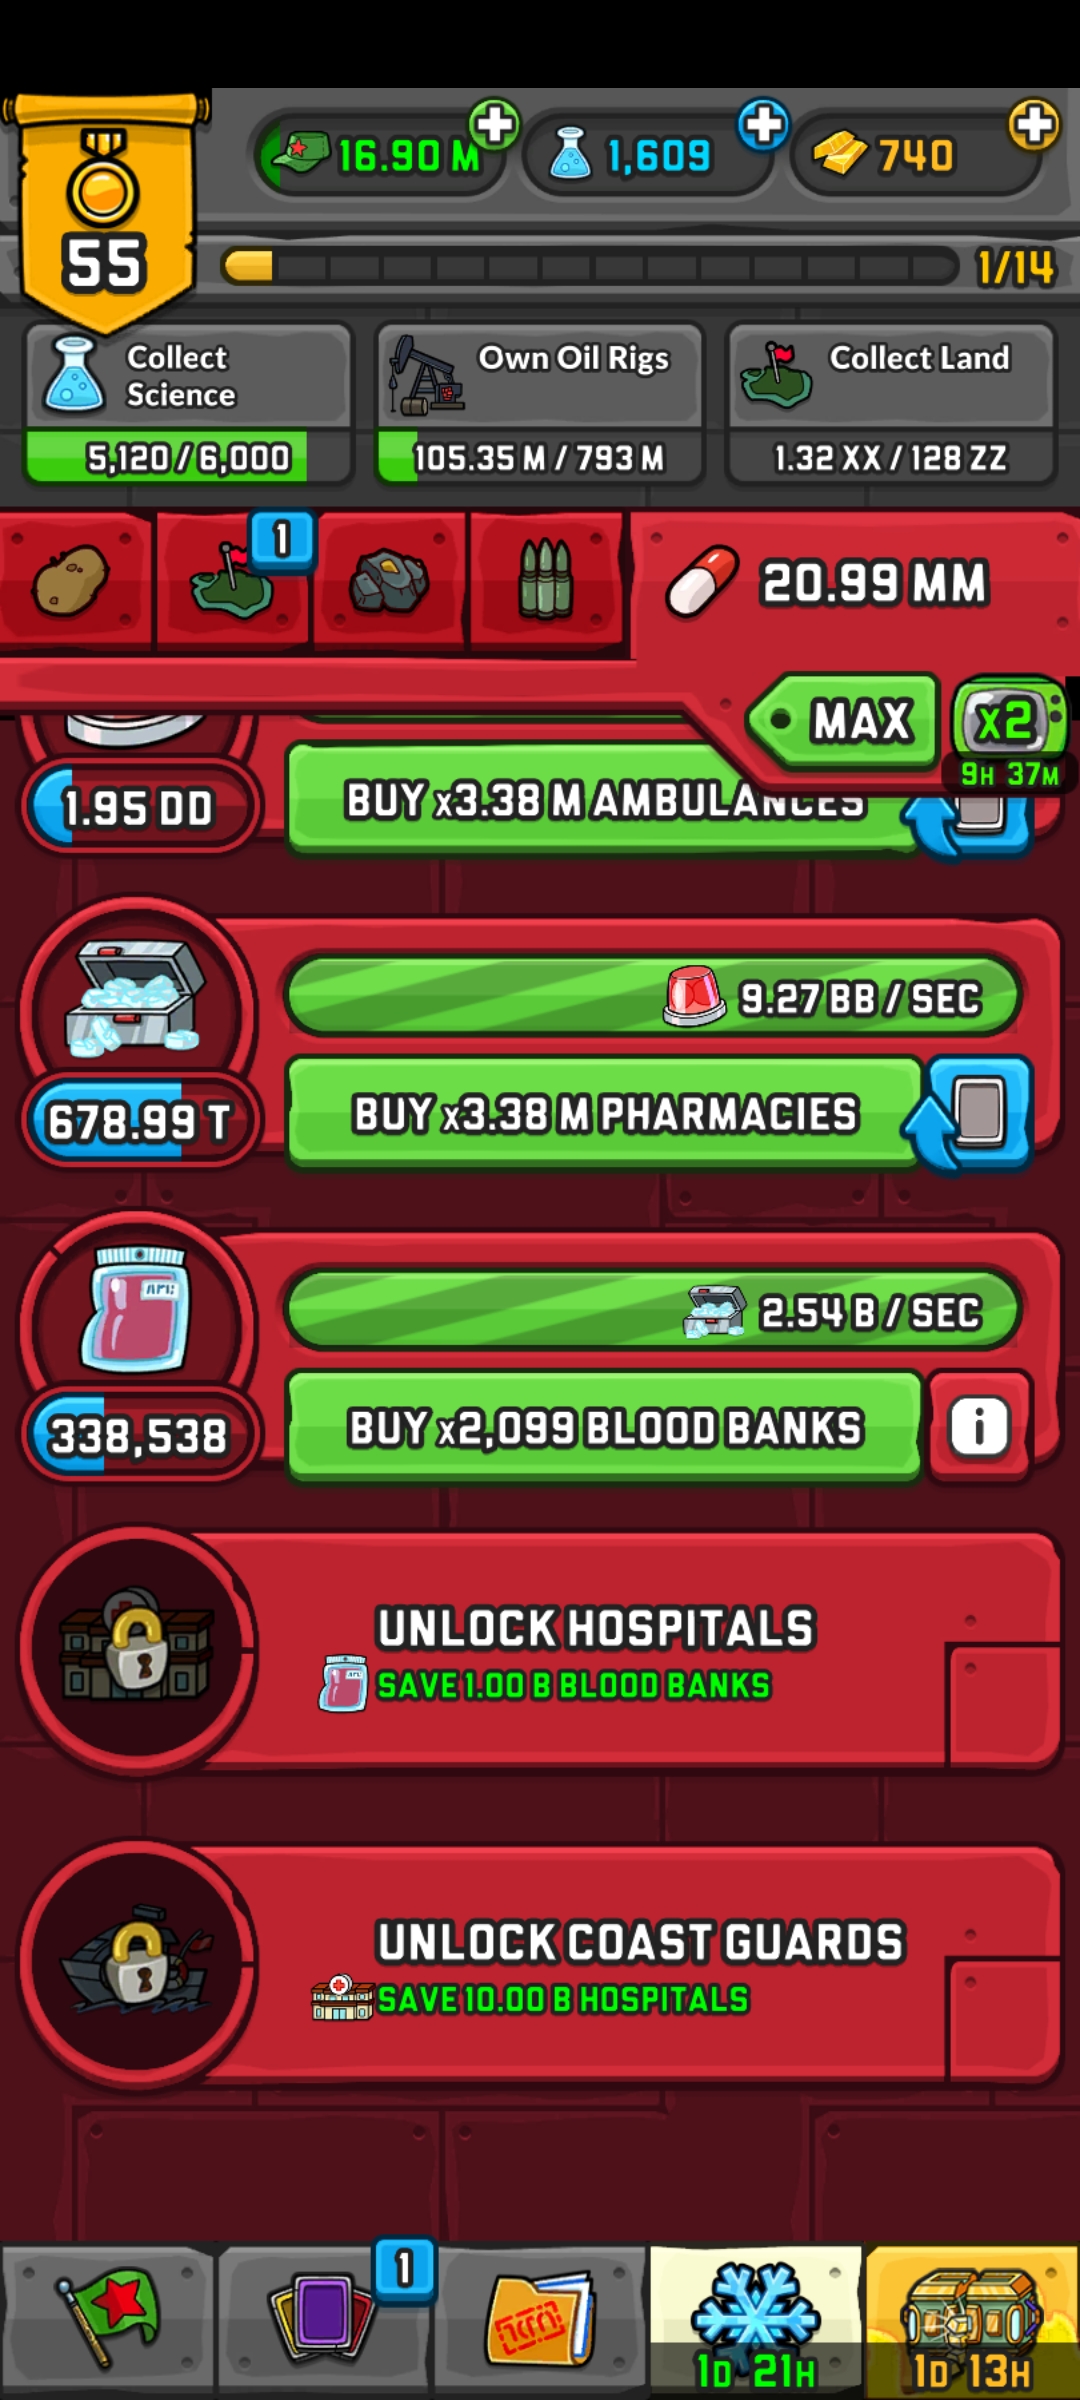 55
16.90 M
1,609
740
1/14
Collect
Science
5,120 / 6,000
Own Oil Rigs
105.35 M / 793 M
Collect Land
1.32 XX / 128 ZZ
1
20.99 MM
MAX
x2
9H 37M
1.95 DD
BUY x3.38 M AMBULANCES
9.27 BB / SEC
678.99 T
BUY x3.38 M PHARMACIES
2.54 B / SEC
338,538
BUY x2,099 BLOOD BANKS
i
UNLOCK HOSPITALS
SAVE 1.00 B BLOOD BANKS
UNLOCK COAST GUARDS
SAVE 10.00 B HOSPITALS
1
1D 21H
1D 13H